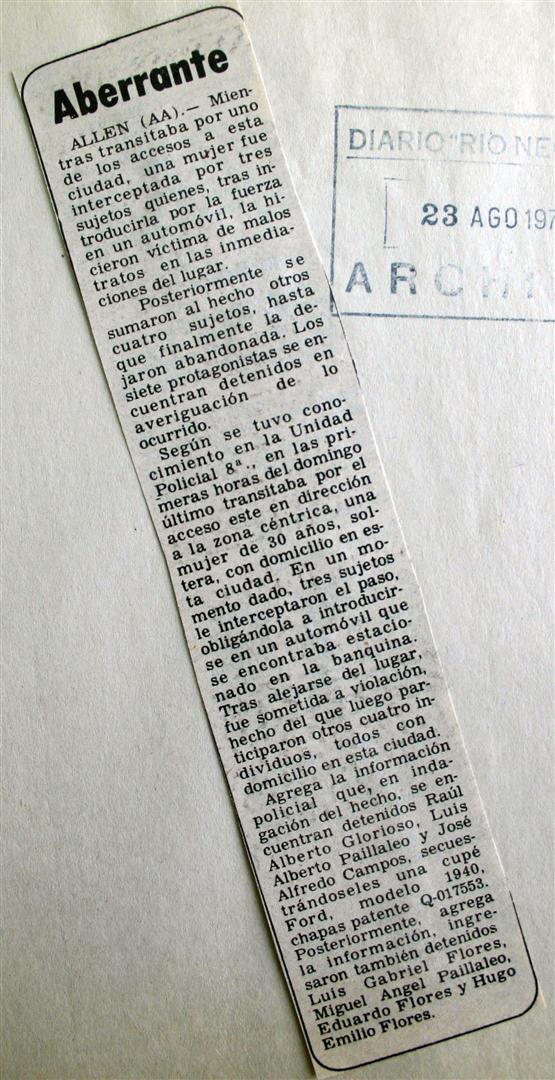 Aberrante
ALLEN (AA).— Mien-
tras transitaba por uno
de los accesos a esta
ciudad, una mujer fue
interceptada por tres
sujetos quienes, tras in-
troducirla por la fuerza
en un automóvil, la hi-
cieron víctima de malos
tratos en las inmedia-
ciones del lugar.
Posteriormente se
sumaron al hecho otros
cuatro sujetos, hasta
que finalmente la de-
jaron abandonada. Los
siete protagonistas se en-
cuentran detenidos en
averiguación de lo
ocurrido.
Según se tuvo cono-
cimiento en la Unidad
Policial 8ª., en las pri-
meras horas del domingo
último transitaba por el
acceso este en dirección
a la zona céntrica, una
mujer de 30 años, sol-
tera, con domicilio en es-
ta ciudad. En un mo-
mento dado, tres sujetos
le interceptaron el paso,
obligándola a introducir-
se en un automóvil que
se encontraba estacio-
nado en la banquina.
Tras alejarse del lugar,
fue sometida a violación,
hecho del que luego par-
ticiparon otros cuatro in-
dividuos, todos con
domicilio en esta ciudad.
Agrega la información
policial que, en inda-
gación del hecho, se en-
cuentran detenidos Raúl
Alberto Glorioso, Luis
Alberto Paillaleo y José
Alfredo Campos, secues-
trándoseles una cupé
Ford, modelo 1940,
chapas patente Q-017553.
Posteriormente, agrega
la información, ingre-
saron también detenidos
Luis Gabriel Flores,
Miguel Angel Paillaleo,
Eduardo Flores y Hugo
Emilio Flores.
DIARIO "RIO NE
23 AGO 197
ARCHI